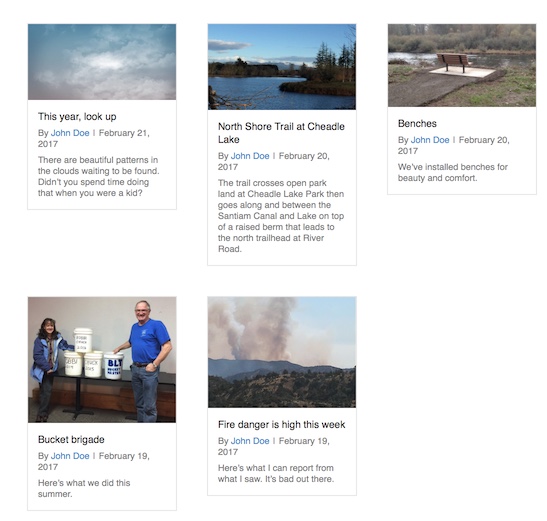 This year, look up
By John Doe | February 21,
2017
There are beautiful patterns in
the clouds waiting to be found.
Didn't you spend time doing
that when you were a kid?
North Shore Trail at Cheadle
Lake
By John Doe | February 20,
2017
The trail crosses open park
land at Cheadle Lake Park then
goes along and between the
Santiam Canal and Lake on top
of a raised berm that leads to
the north trailhead at River
Road.
Benches
By John Doe | February 20,
2017
We've installed benches for
beauty and comfort.
BLT
Bucket brigade
By John Doe | February 19,
2017
Here's what we did this
summer.
Fire danger is high this week
By John Doe | February 19,
2017
Here's what I can report from
what I saw. It's bad out there.